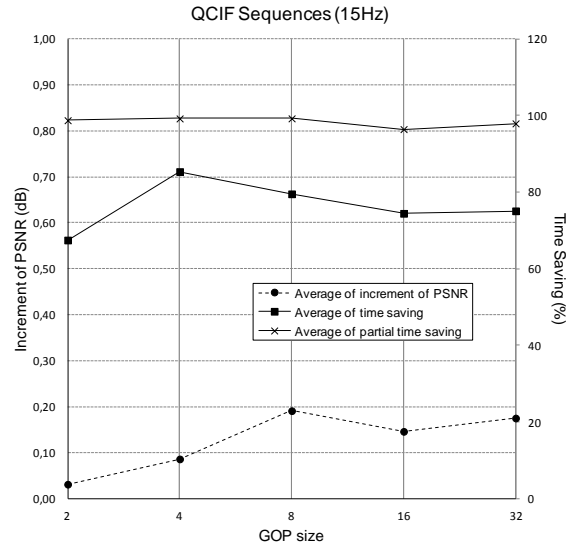 QCIF Sequences (15Hz)
1,00
0,90
0,80
0,70
0,60
0,50
0,40
0,30
0,20
0,10
0,00
Increment of PSNR (dB)
120
100
80
60
40
20
0
Time Saving (%)
Average of increment of PSNR
Average of time saving
Average of partial time saving
2 4 8 16 32
GOP size